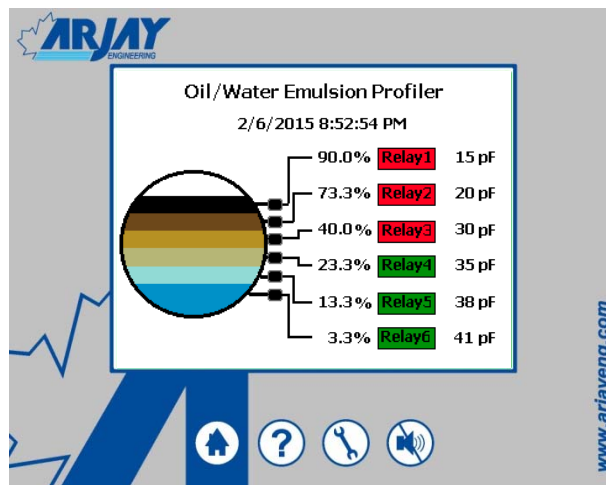 ARJAY
ENGINEERING
Oil/Water Emulsion Profiler
2/6/2015 8:52:54 PM
90.0% Relay1 15 pF
73.3% Relay2 20 pF
40.0% Relay3 30 pF
23.3% Relay4 35 pF
13.3% Relay5 38 pF
3.3% Relay6 41 pF
?
www.arjayeng.com